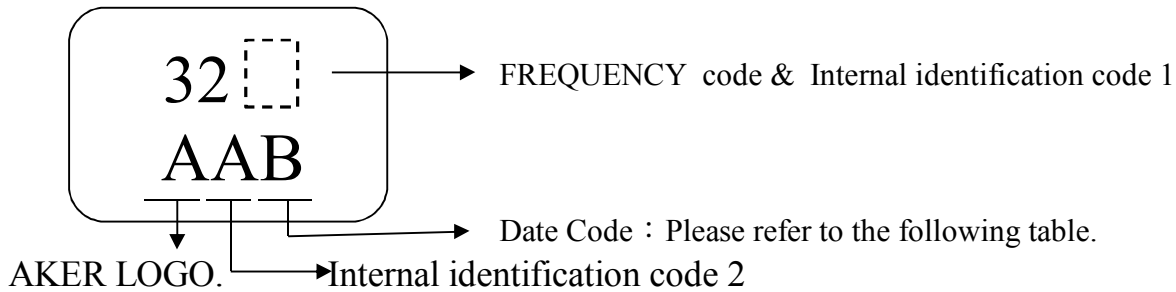 32
FREQUENCY code & Internal identification code 1
AAB
Date Code：Please refer to the following table.
AKER LOGO.
Internal identification code 2